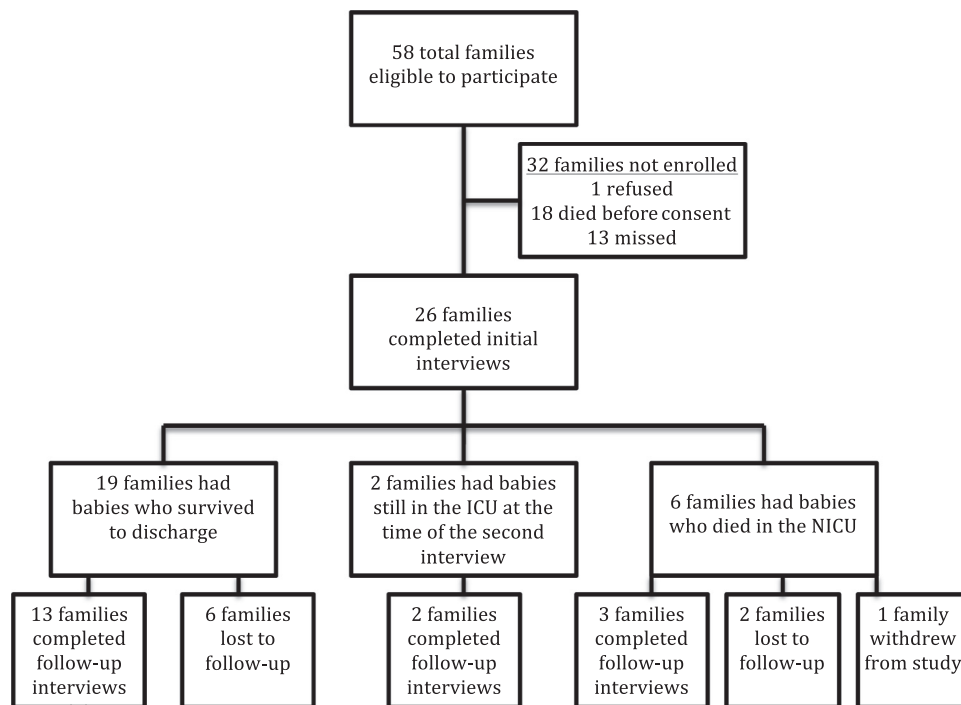 58 total families
eligible to participate
32 families not enrolled
1 refused
18 died before consent
13 missed
26 families
completed initial
interviews
19 families had
babies who survived
to discharge
2 families had babies
still in the ICU at the
time of the second
interview
6 families had babies
who died in the NICU
13 families
completed
follow-up
interviews
6 families
lost to
follow-up
2 families
completed
follow-up
interviews
3 families
completed
follow-up
interviews
2 families
lost to
follow-up
1 family
withdrew
from study